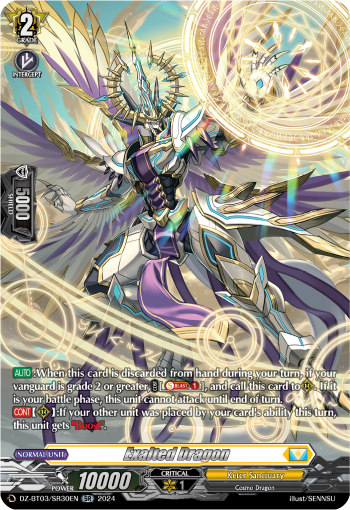 2
GRADE
INTERCEPT
5000
SHIELD
AUTO :When this card is discarded from hand during your turn, if your
vanguard is grade 2 or greater, COST [SOUL BLAST 1], and call this card to R. If it
is your battle phase, this unit cannot attack until end of turn.
CONT (R):If your other unit was placed by your card's ability this turn,
this unit gets "Boost".
NORMAL UNIT
Exalted Dragon
POWER 10000
CRITICAL
1
Keter Sanctuary
Cosmo Dragon
DZ-BT03/SR30EN SR 2024
illust/SENNSU